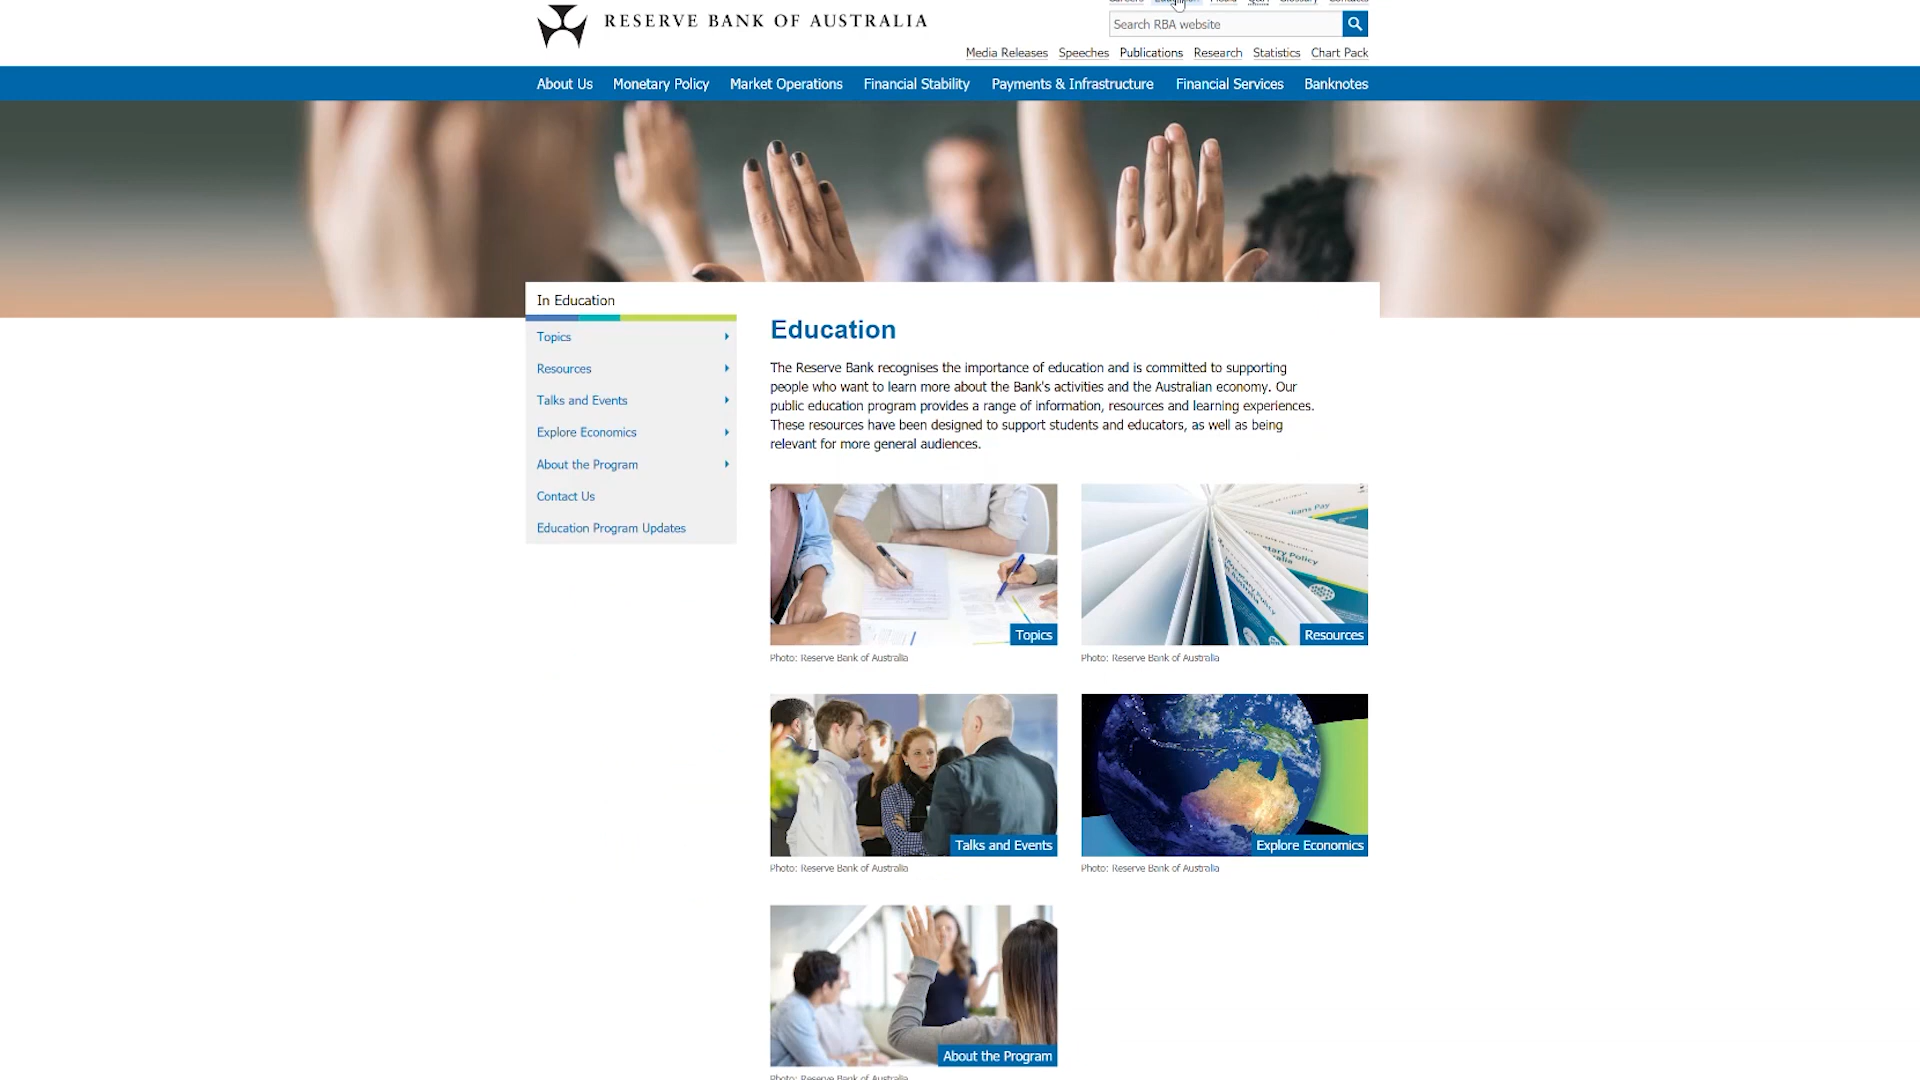 RESERVE BANK OF AUSTRALIA
Search RBA website
Media Releases Speeches Publications Research Statistics Chart Pack
About Us Monetary Policy Market Operations Financial Stability Payments & Infrastructure Financial Services Banknotes
In Education
Topics
Resources
Talks and Events
Explore Economics
About the Program
Contact Us
Education Program Updates
Education
The Reserve Bank recognises the importance of education and is committed to supporting
people who want to learn more about the Bank's activities and the Australian economy. Our
public education program provides a range of information, resources and learning experiences.
These resources have been designed to support students and educators, as well as being
relevant for more general audiences.
Topics
Resources
Photo: Reserve Bank of Australia
Photo: Reserve Bank of Australia
Talks and Events
Explore Economics
Photo: Reserve Bank of Australia
Photo: Reserve Bank of Australia
About the Program
Photo: Reserve Bank of Australia